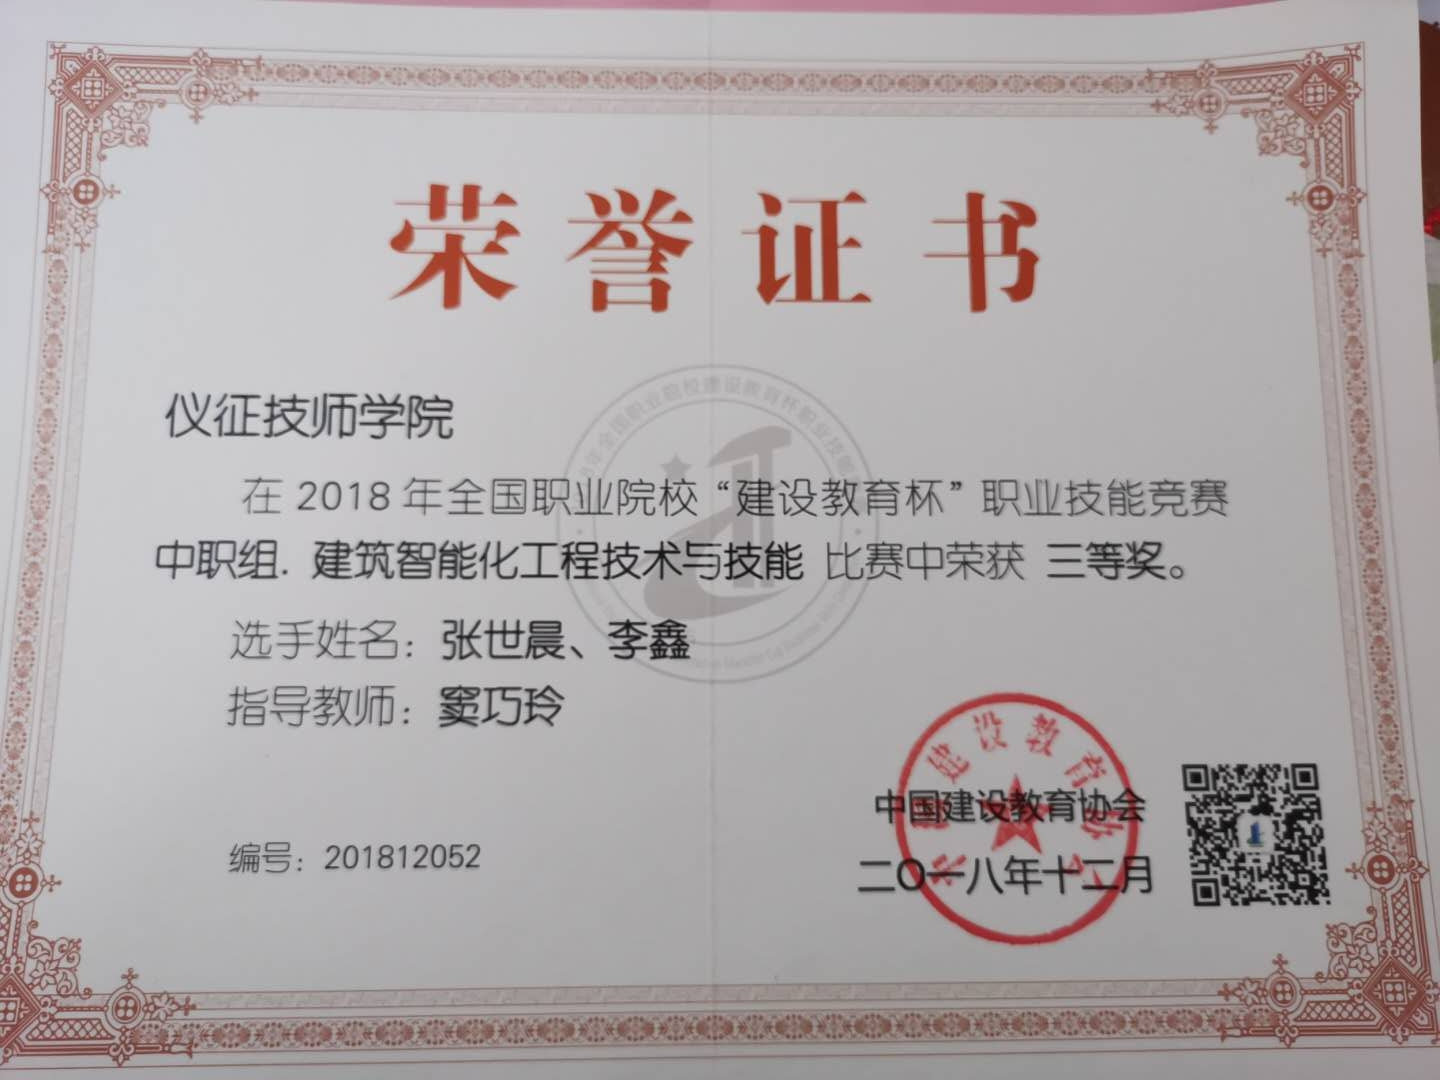 荣誉证书
仪征技师学院
在 2018 年全国职业院校“建设教育杯”职业技能竞赛
中职组. 建筑智能化工程技术与技能 比赛中荣获 三等奖。
选手姓名：张世晨、李鑫
指导教师：窦巧玲
中国建设教育协会
编号：201812052
二〇一八年十二月